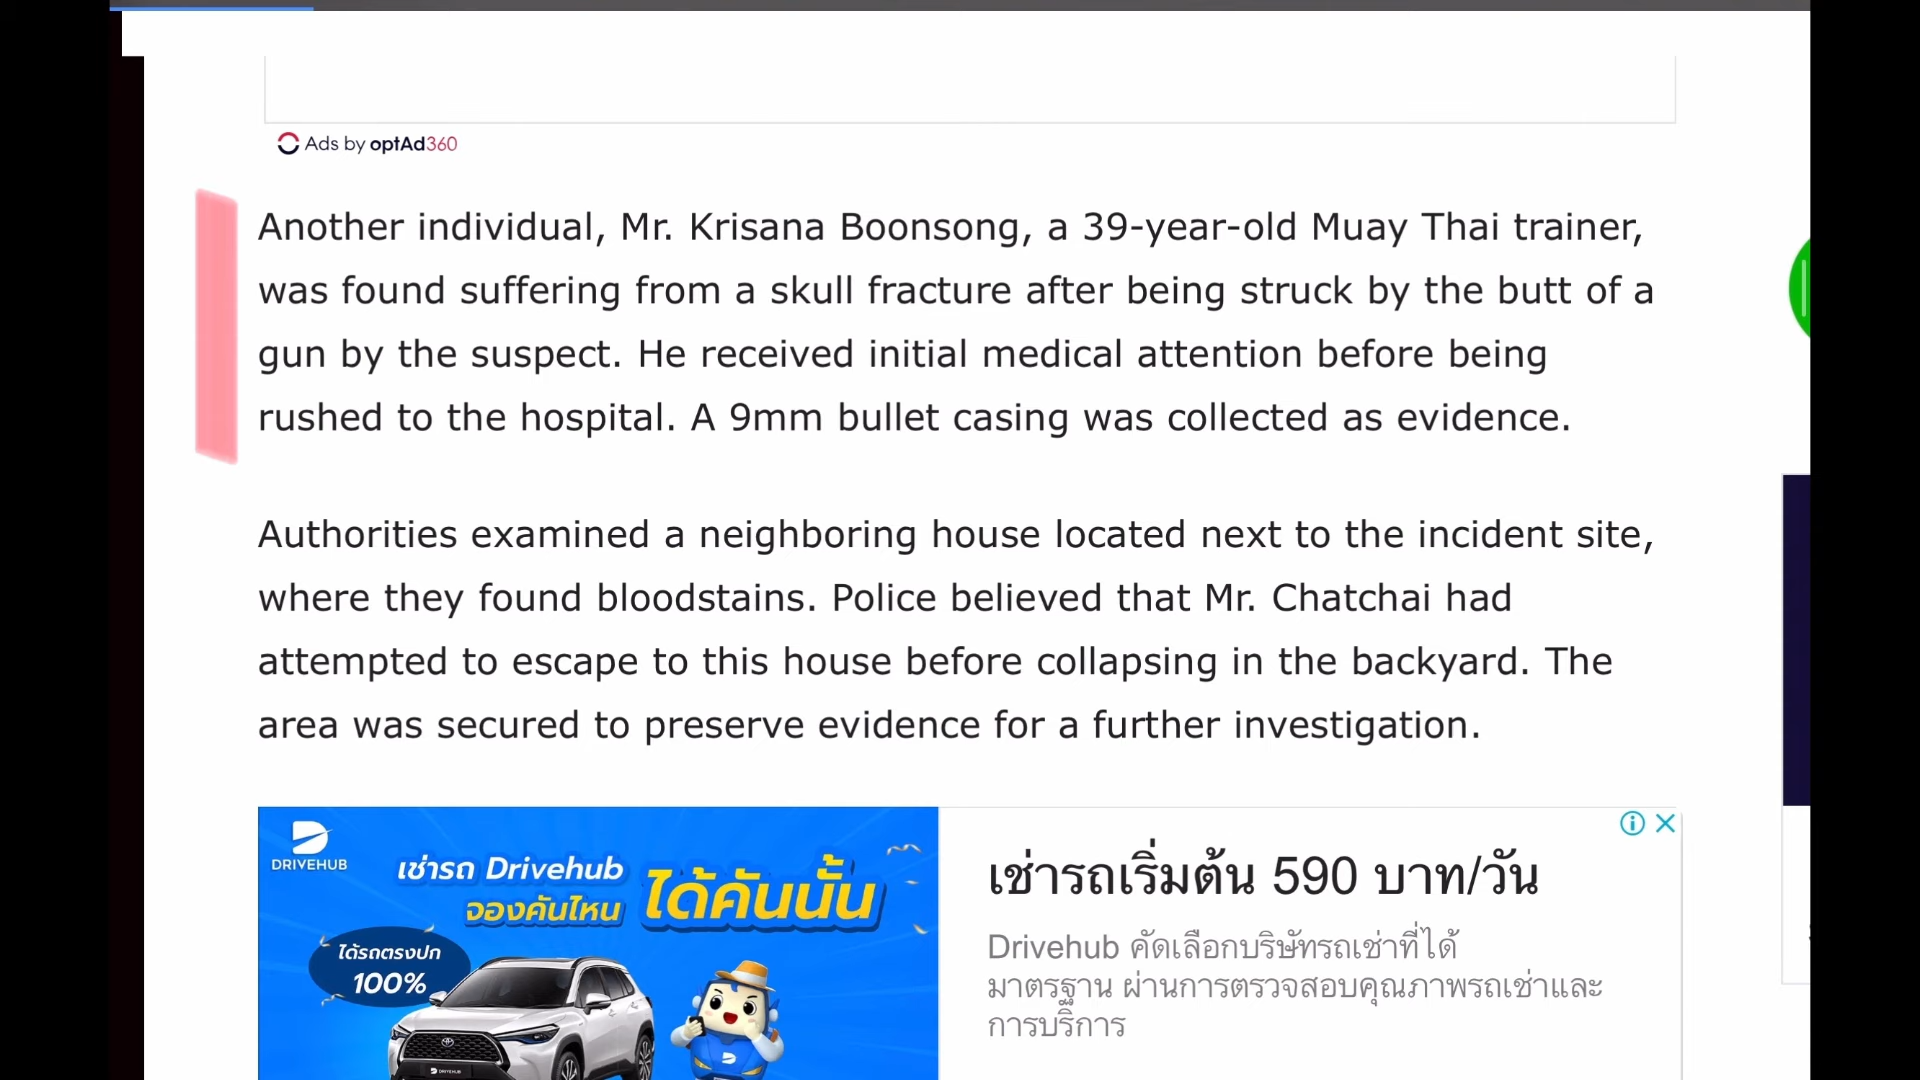 Ads by optAd360
Another individual, Mr. Krisana Boonsong, a 39-year-old Muay Thai trainer,
was found suffering from a skull fracture after being struck by the butt of a
gun by the suspect. He received initial medical attention before being
rushed to the hospital. A 9mm bullet casing was collected as evidence.
Authorities examined a neighboring house located next to the incident site,
where they found bloodstains. Police believed that Mr. Chatchai had
attempted to escape to this house before collapsing in the backyard. The
area was secured to preserve evidence for a further investigation.
DRIVEHUB
เช่ารถ Drivehub
จองคันไหน ได้คันนั้น
ได้รถตรงปก
100%
DRIVEHUB
เช่ารถเริ่มต้น 590 บาท/วัน
Drivehub คัดเลือกบริษัทรถเช่าที่ได้
มาตรฐาน ผ่านการตรวจสอบคุณภาพรถเช่าและ
การบริการ